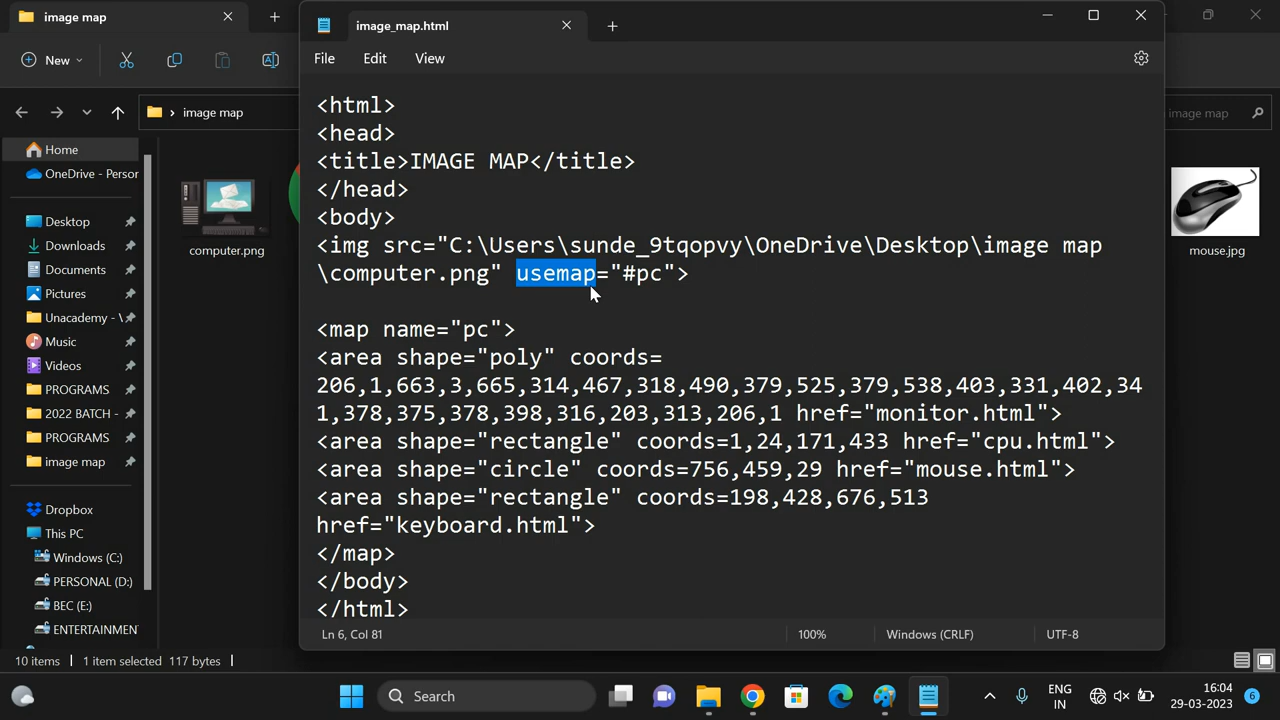 image map
image_map.html
New
File
Edit
View
image map
image map
Home
OneDrive - Persor
Desktop
Downloads
Documents
Pictures
Unacademy - \
Music
Videos
PROGRAMS
2022 BATCH -
PROGRAMS
image map
Dropbox
This PC
Windows (C:)
PERSONAL (D:)
BEC (E:)
ENTERTAINMEN
computer.png
mouse.jpg
<html>
<head>
<title>IMAGE MAP</title>
</head>
<body>
<img src="C:\Users\sunde_9tqopvy\OneDrive\Desktop\image map
\computer.png" usemap="#pc">
<map name="pc">
<area shape="poly" coords=
206,1,663,3,665,314,467,318,490,379,525,379,538,403,331,402,34
1,378,375,378,398,316,203,313,206,1 href="monitor.html">
<area shape="rectangle" coords=1,24,171,433 href="cpu.html">
<area shape="circle" coords=756,459,29 href="mouse.html">
<area shape="rectangle" coords=198,428,676,513
href="keyboard.html">
</map>
</body>
</html>
Ln 6, Col 81
100%
Windows (CRLF)
UTF-8
10 items
1 item selected 117 bytes
Search
ENG
IN
16:04
29-03-2023
6